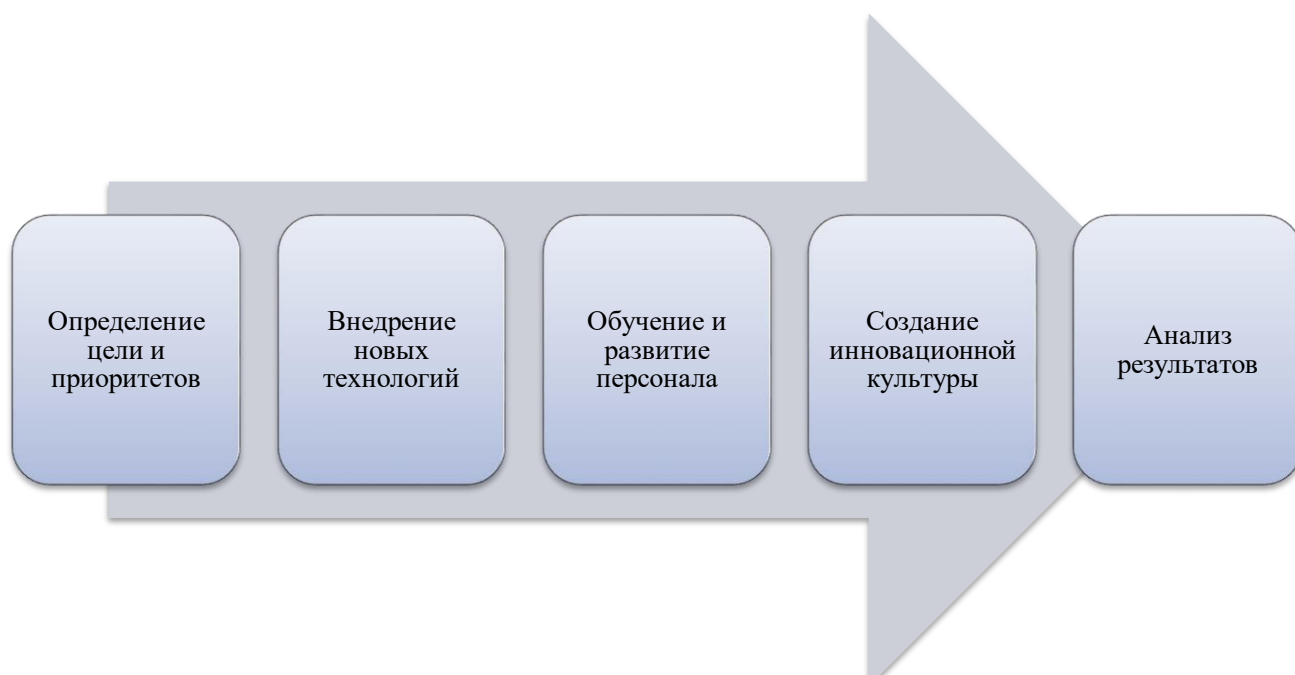 Определение
цели и
приоритетов
Внедрение
новых
технологий
Обучение и
развитие
персонала
Создание
инновационной
культуры
Анализ
результатов